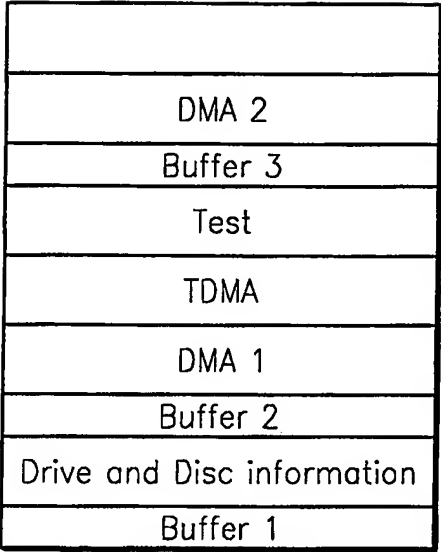 DMA 2
Buffer 3
Test
TDMA
DMA 1
Buffer 2
Drive and Disc information
Buffer 1